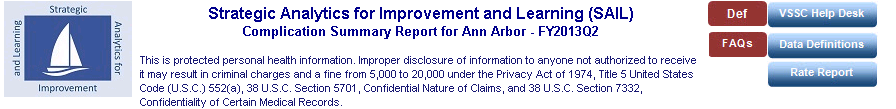 Strategic
and Learning
Analytics for
Improvement
Strategic Analytics for Improvement and Learning (SAIL)
Complication Summary Report for Ann Arbor - FY2013Q2
This is protected personal health information. Improper disclosure of information to anyone not authorized to receive
it may result in criminal charges and a fine from 5,000 to 20,000 under the Privacy Act of 1974, Title 5 United States
Code (U.S.C.) 552(a), 38 U.S.C. Section 5701, Confidential Nature of Claims, and 38 U.S.C. Section 7332,
Confidentiality of Certain Medical Records.
Def
VSSC Help Desk
FAQs
Data Definitions
Rate Report